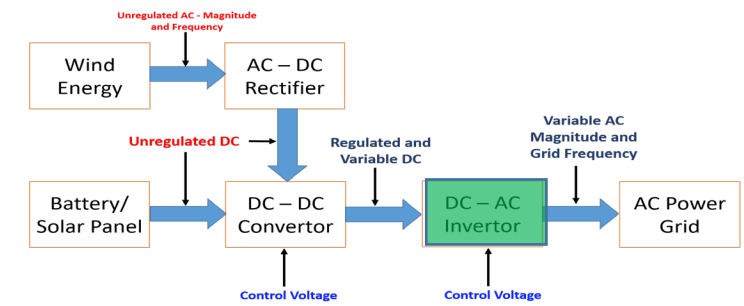 Unregulated AC - Magnitude
and Frequency
Wind
Energy
AC – DC
Rectifier
Unregulated DC
Regulated and
Variable DC
Variable AC
Magnitude and
Grid Frequency
Battery/
Solar Panel
DC – DC
Convertor
DC – AC
Invertor
AC Power
Grid
Control Voltage
Control Voltage